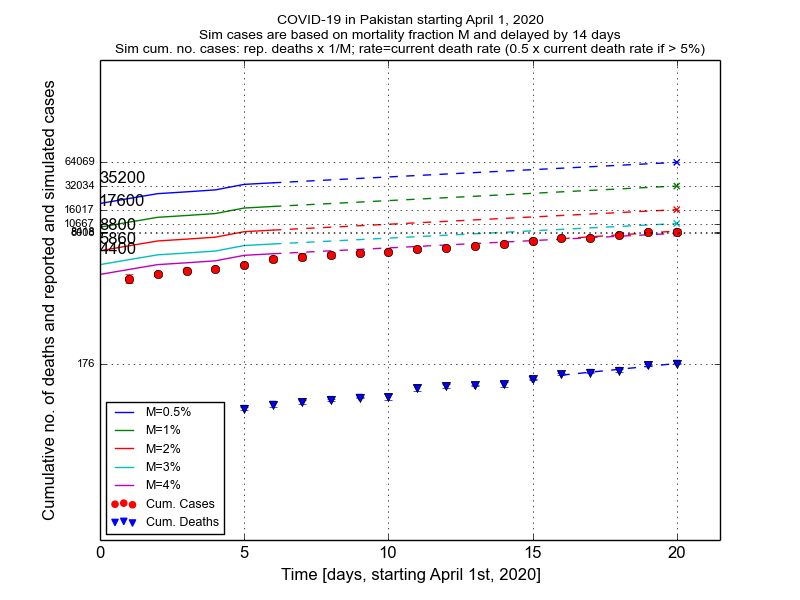 COVID-19 in Pakistan starting April 1, 2020
Sim cases are based on mortality fraction M and delayed by 14 days
Sim cum. no. cases: rep. deaths x 1/M; rate=current death rate (0.5 x current death rate if > 5%)
Cumulative no. of deaths and reported and simulated cases
64069
32034
16017
10667
176
35200
17600
8800
5860
4400
M=0.5%
M=1%
M=2%
M=3%
M=4%
Cum. Cases
Cum. Deaths
0 5 10 15 20
Time [days, starting April 1st, 2020]